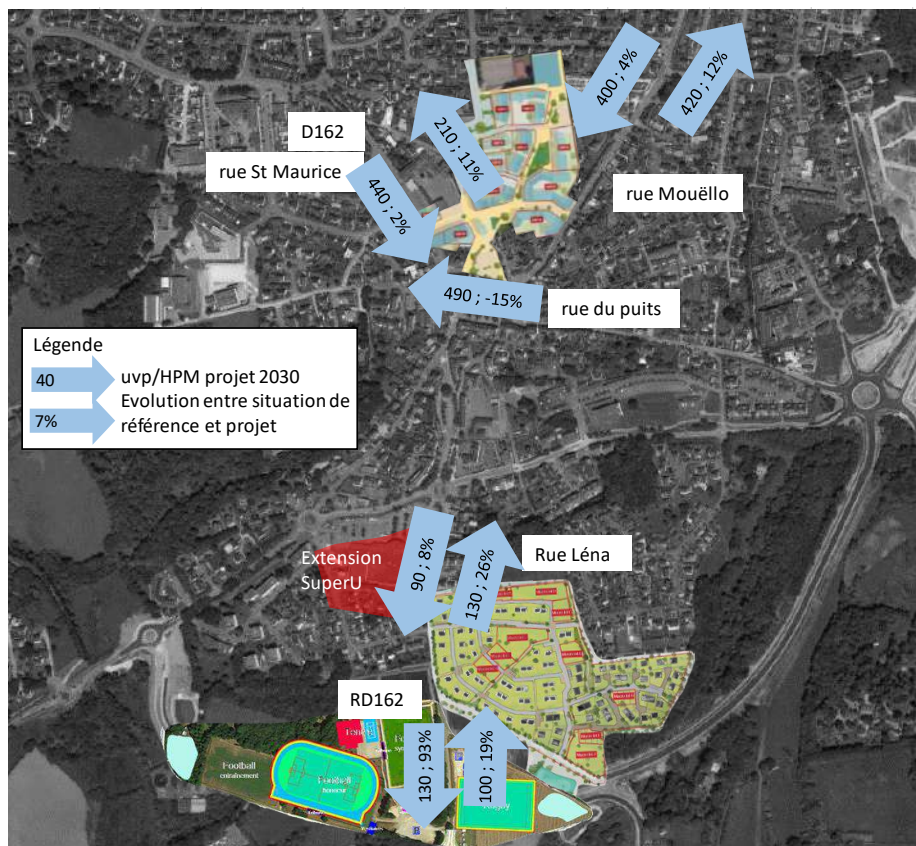 400 ; 4%
420 ; 12%
D162
210 ; 11%
rue St Maurice
440 ; 2%
rue Mouëllo
490 ; -15%
rue du puits
Légende
40
uvp/HPM projet 2030
7%
Evolution entre situation de
référence et projet
90 ; 8%
130 ; 26%
Rue Léna
Extension
SuperU
RD162
130 ; 93%
100 ; 19%
Football
entraînement
Football
honneur